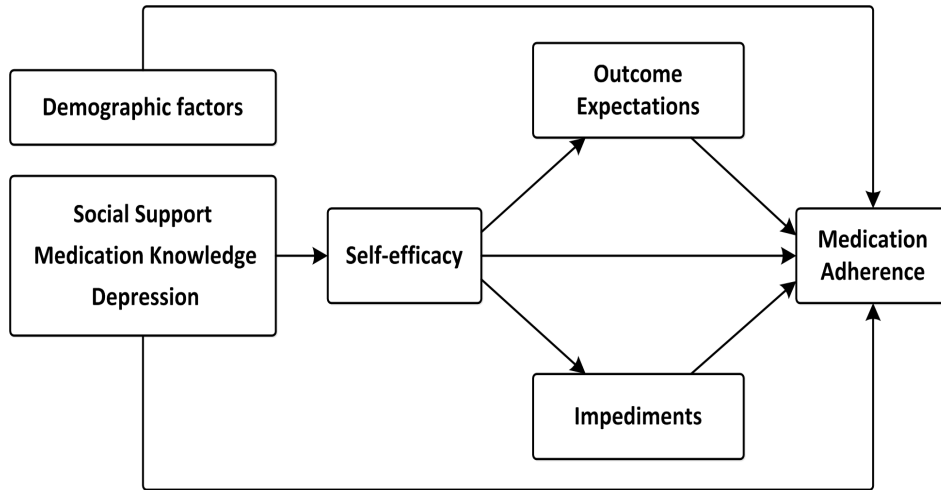 Demographic factors
Social Support
Medication Knowledge
Depression
Self-efficacy
Outcome
Expectations
Impediments
Medication
Adherence